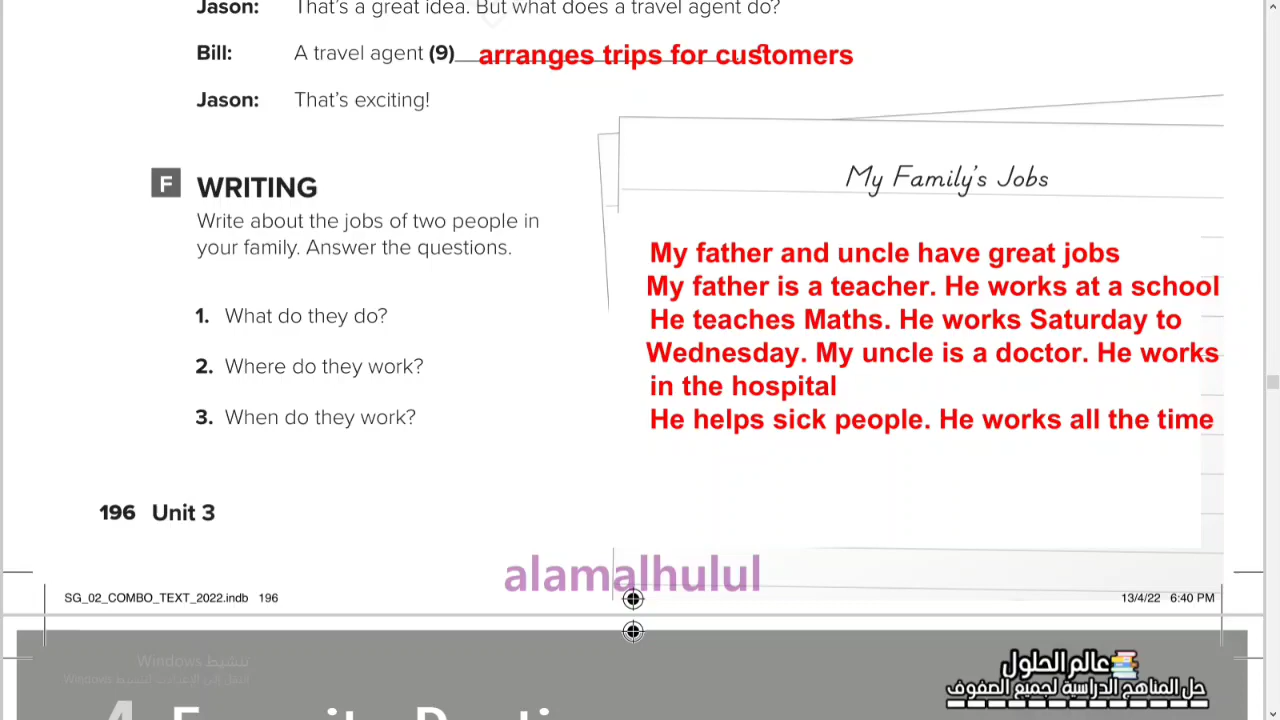 Jason: That's a great idea. But what does a travel agent do?
Bill: A travel agent (9) arranges trips for customers
Jason: That's exciting!
F WRITING
Write about the jobs of two people in
your family. Answer the questions.
1. What do they do?
2. Where do they work?
3. When do they work?
My Family's Jobs
My father and uncle have great jobs
My father is a teacher. He works at a school
He teaches Maths. He works Saturday to
Wednesday. My uncle is a doctor. He works
in the hospital
He helps sick people. He works all the time
196 Unit 3
alamalhulul
SG_02_COMBO_TEXT_2022.indb 196
13/4/22 6:40 PM
تنشيط Windows
عالم الحلول
حل المناهج الدراسية لجميع الصفوف